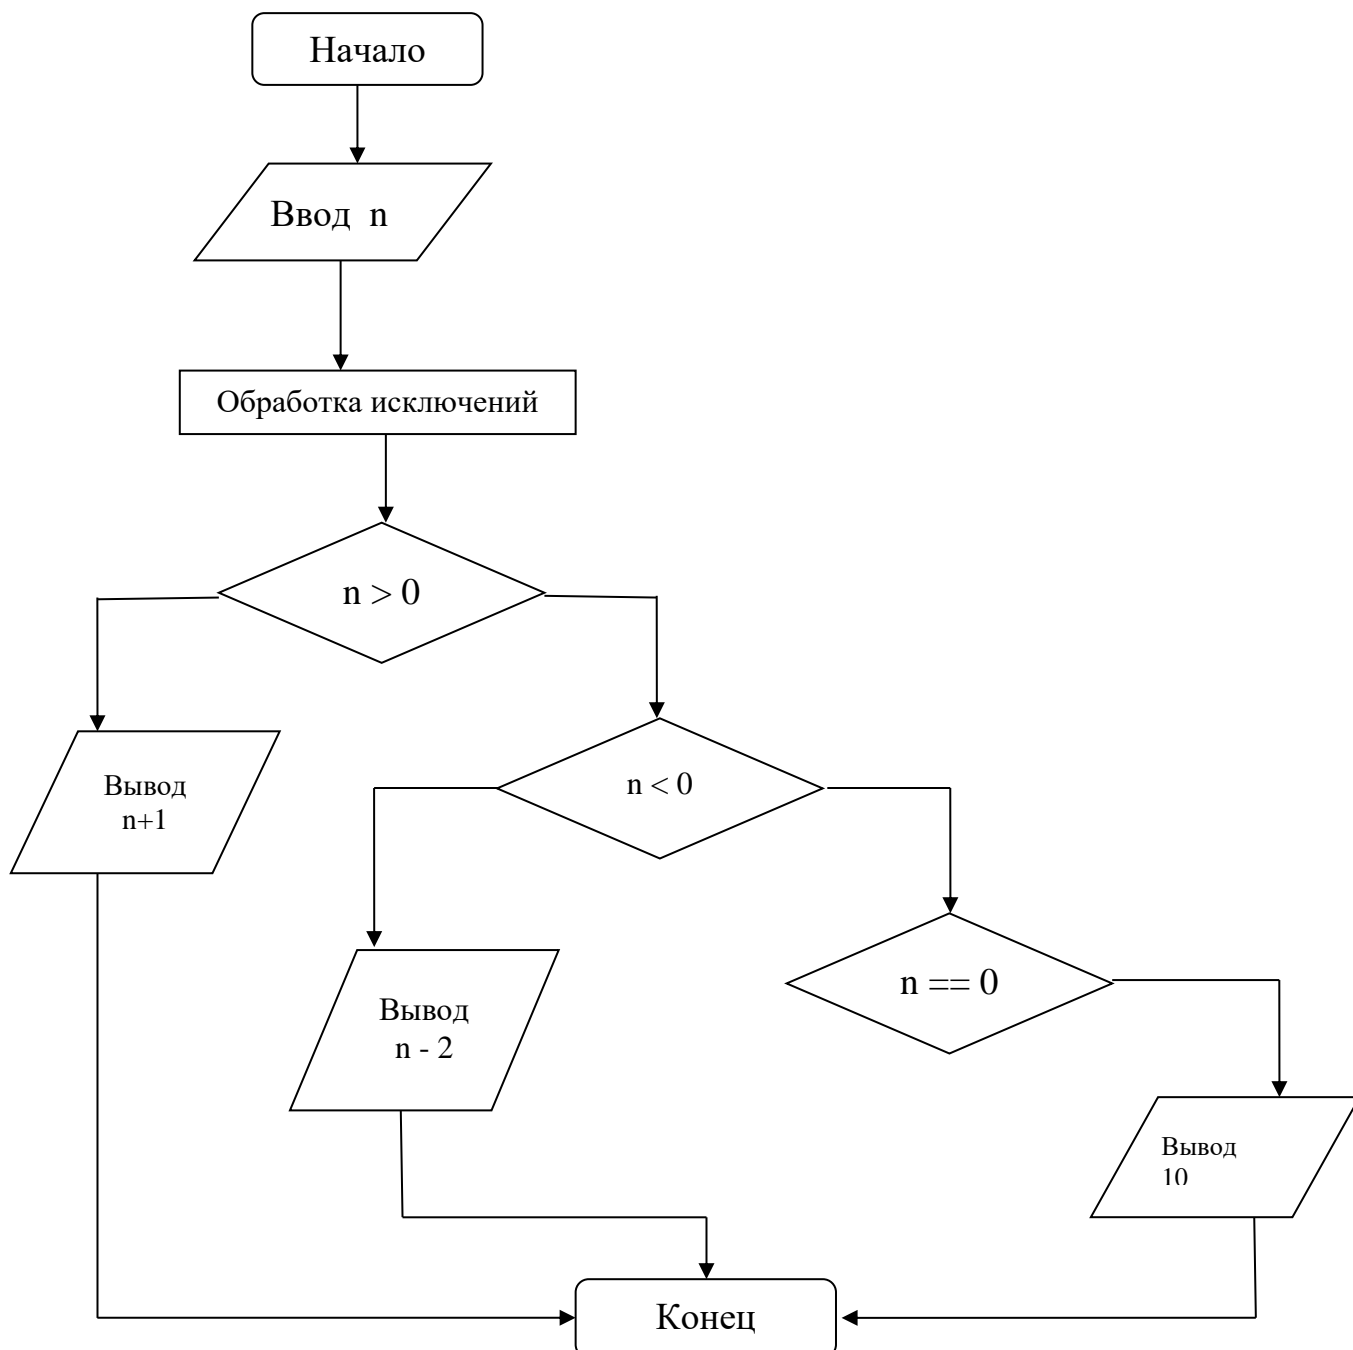 Начало
Ввод n
Обработка исключений
n > 0
Вывод
n+1
n < 0
Вывод
n - 2
n == 0
Вывод
10
Конец